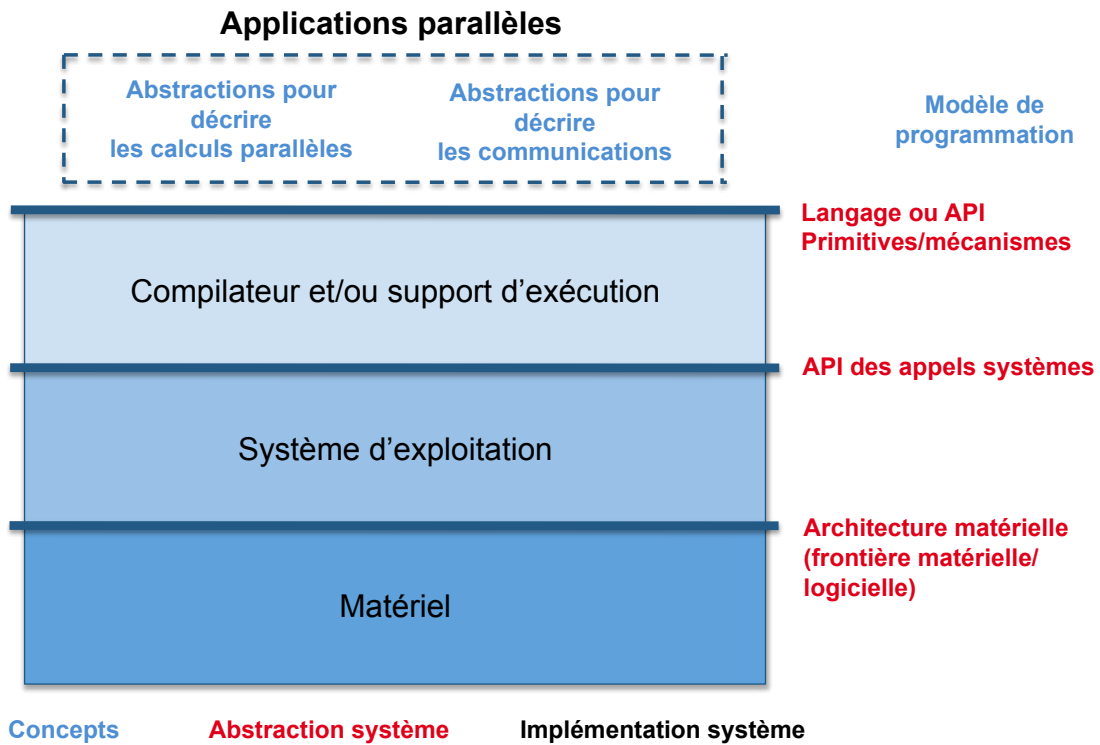 Applications parallèles
Abstractions pour
décrire
les calculs parallèles
Abstractions pour
décrire
les communications
Modèle de
programmation
Langage ou API
Primitives/mécanismes
Compilateur et/ou support d’exécution
API des appels systèmes
Système d’exploitation
Architecture matérielle
(frontière matérielle/
logicielle)
Matériel
Concepts
Abstraction système
Implémentation système